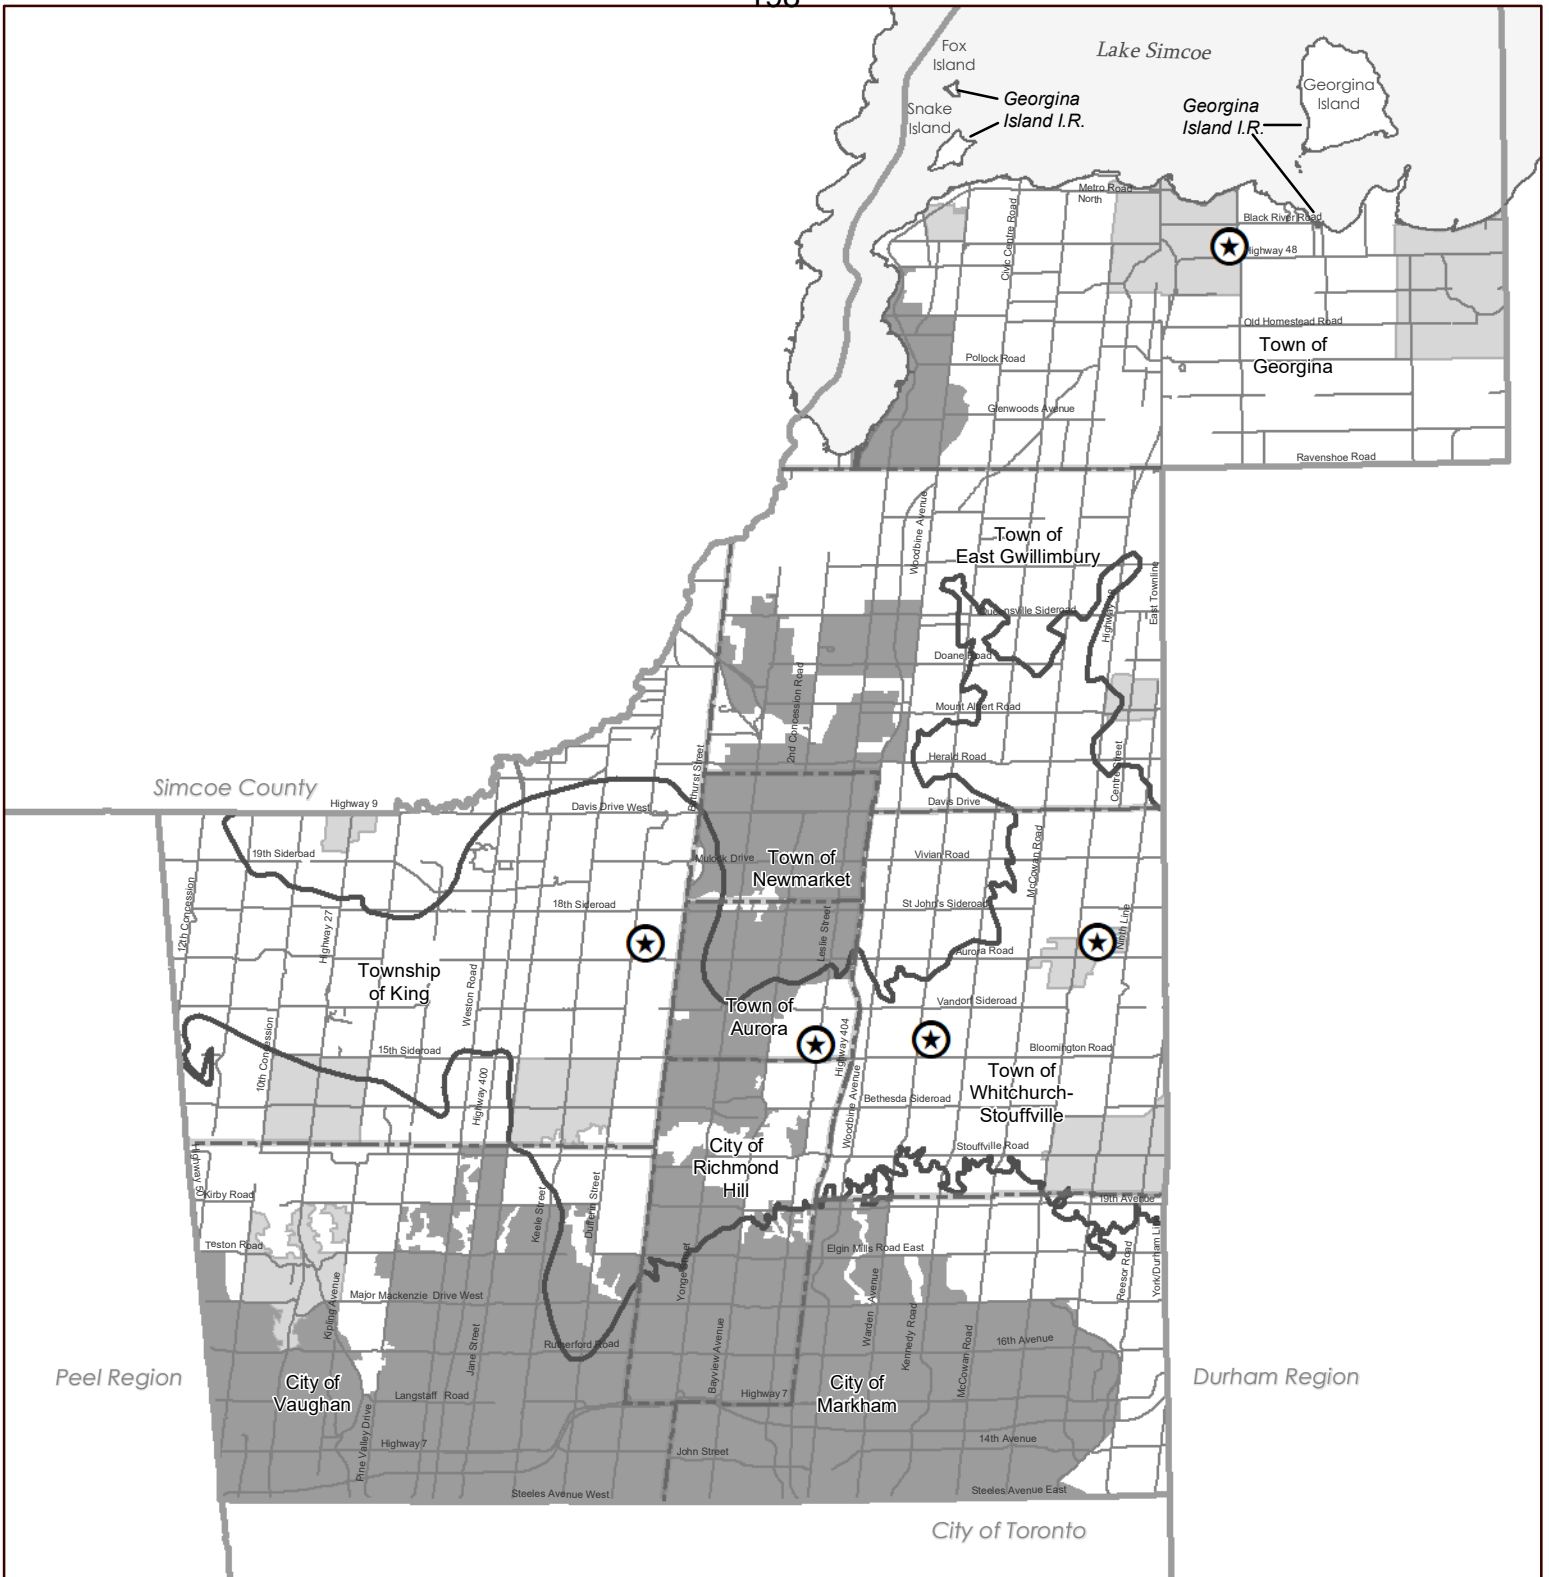 198
Fox
Island
Lake Simcoe
Georgina
Island
Snake
Island
Georgina
Island I.R.
Georgina
Island I.R.
Metro Road
North
Civic Centre Road
Black River Road
Highway 48
Old Homestead Road
Town of
Georgina
Pollock Road
Glenwoods Avenue
Ravenshoe Road
Woodbine Avenue
Town of
East Gwillimbury
Queensville Sideroad
Highway 48
East Townline
Doane Road
2nd Concession Road
Mount Albert Road
Herald Road
Centre Street
Bathurst Street
Simcoe County
Highway 9
Davis Drive West
Davis Drive
19th Sideroad
Mulock Drive
Town of
Newmarket
Vivian Road
McCowan Road
18th Sideroad
St John's Sideroad
12th Concession
Highway 27
Leslie Street
Ninth Line
Aurora Road
Township
of King
Weston Road
Town of
Aurora
Vandorf Sideroad
10th Concession
15th Sideroad
Highway 400
Highway 404
Bloomington Road
Town of
Whitchurch-
Stouffville
Woodbine Avenue
Bethesda Sideroad
City of
Richmond
Hill
Stouffville Road
Highway 50
Kirby Road
Keele Street
Dufferin Street
19th Avenue
Teston Road
Elgin Mills Road East
Yonge Street
Reesor Road
York/Durham Line
Kipling Avenue
Major Mackenzie Drive West
Warden Avenue
Kennedy Road
McCowan Road
16th Avenue
Jane Street
Rutherford Road
Bayview Avenue
Peel Region
City of
Vaughan
Langstaff Road
Highway 7
City of
Markham
Durham Region
Pine Valley Drive
Highway 7
John Street
14th Avenue
Steeles Avenue West
Steeles Avenue East
City of Toronto